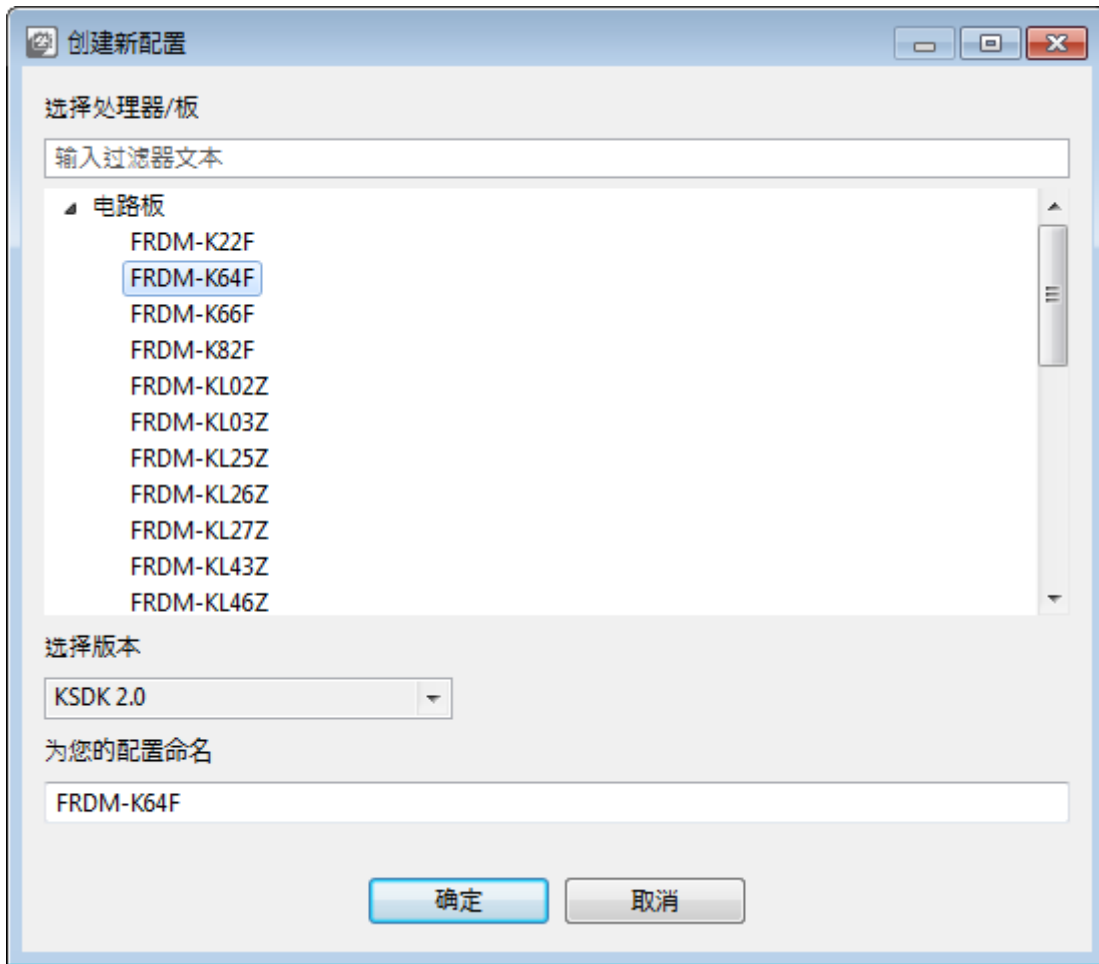 创建新配置
选择处理器/板
输入过滤器文本
电路板
FRDM-K22F
FRDM-K64F
FRDM-K66F
FRDM-K82F
FRDM-KL02Z
FRDM-KL03Z
FRDM-KL25Z
FRDM-KL26Z
FRDM-KL27Z
FRDM-KL43Z
FRDM-KL46Z
选择版本
KSDK 2.0
为您的配置命名
FRDM-K64F
确定 取消